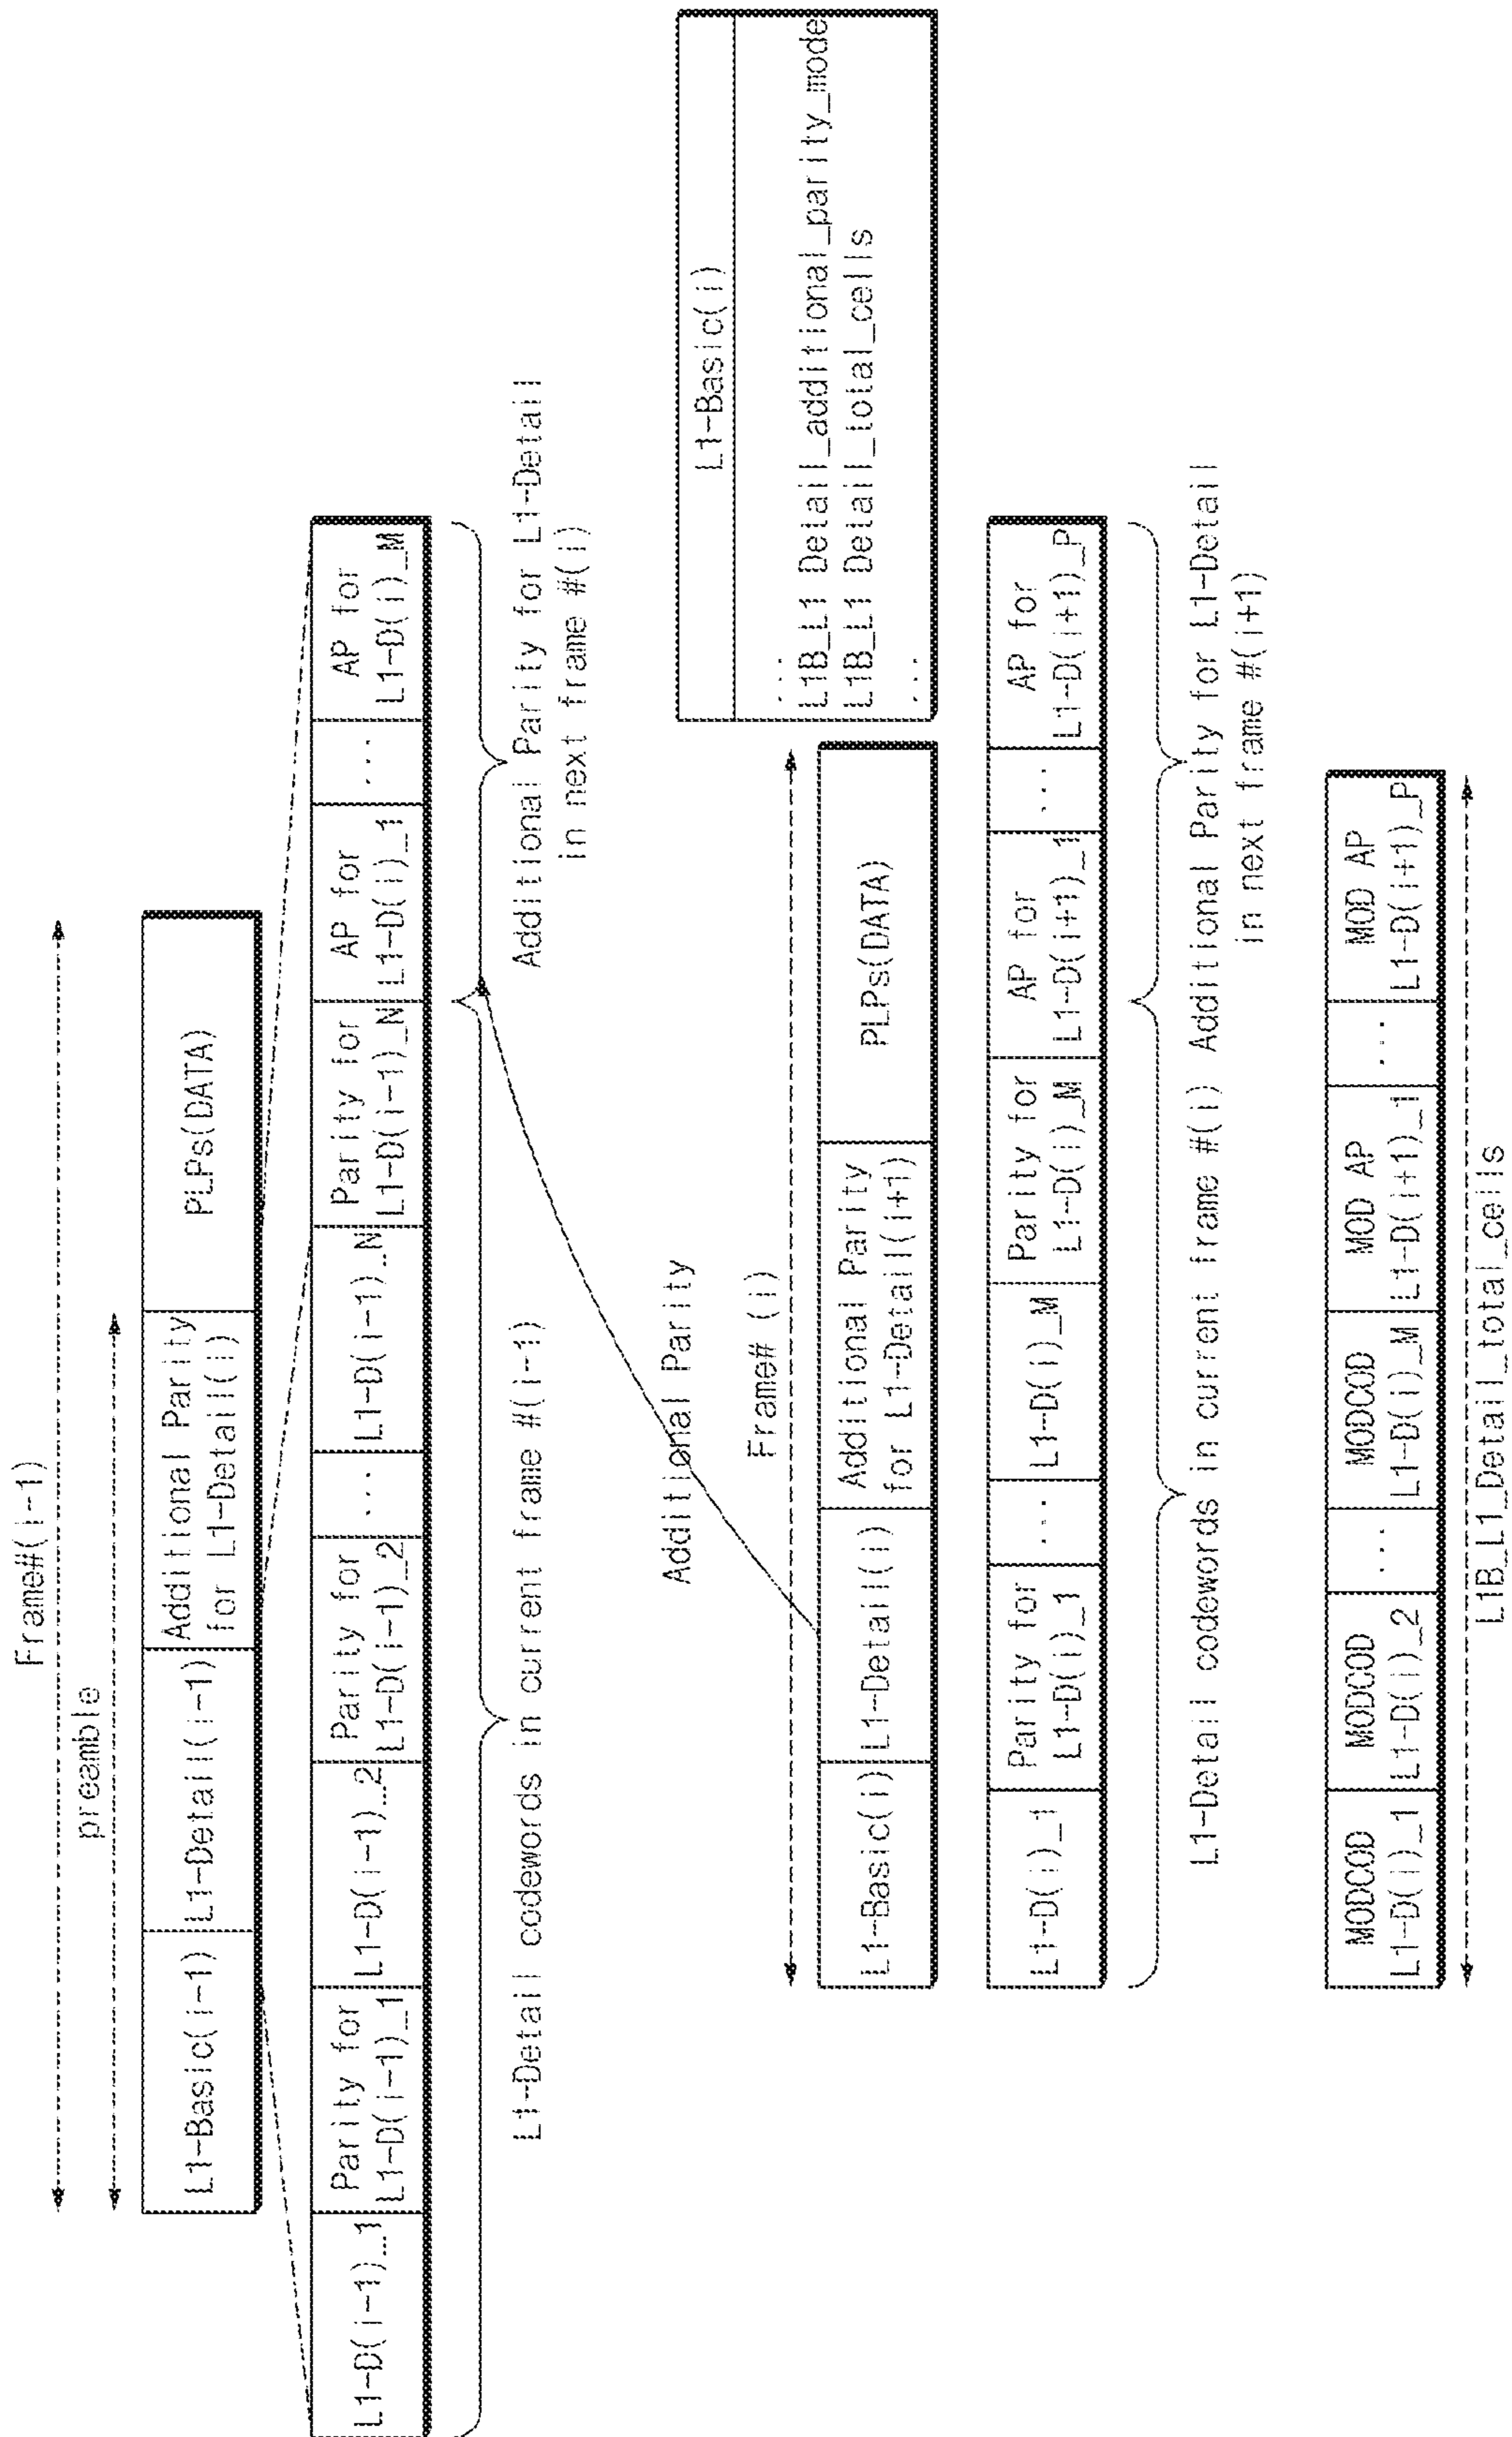 Frame#(i-1)
preamble
L1-Basic(i-1)
L1-Detail(i-1)
Additional Parity
for L1-Detail(i)
PLPs(DATA)
L1-D(i-1)_1
Parity for
L1-D(i-1)_1
L1-D(i-1)_2
Parity for
L1-D(i-1)_2
...
L1-D(i-1)_N
Parity for
L1-D(i-1)_N
AP for
L1-D(i)_1
...
AP for
L1-D(i)_M
L1-Detail codewords in current frame #(i-1)
Additional Parity for L1-Detail
in next frame #(i)
Additional Parity
Frame# (i)
L1-Basic(i)
L1-Detail(i)
Additional Parity
for L1-Detail(i+1)
PLPs(DATA)
L1-Basic(i)
...
L1B_L1 Detail_additional_parity_mode
L1B_L1 Detail_total_cells
...
L1-D(i)_1
Parity for
L1-D(i)_1
...
L1-D(i)_M
Parity for
L1-D(i)_M
AP for
L1-D(i+1)_1
...
AP for
L1-D(i+1)_P
L1-Detail codewords in current frame #(i)
Additional Parity for L1-Detail
in next frame #(i+1)
MODCOD
L1-D(i)_1
MODCOD
L1-D(i)_2
...
MODCOD
L1-D(i)_M
MOD AP
L1-D(i+1)_1
...
MOD AP
L1-D(i+1)_P
L1B_L1_Detail_total_cells